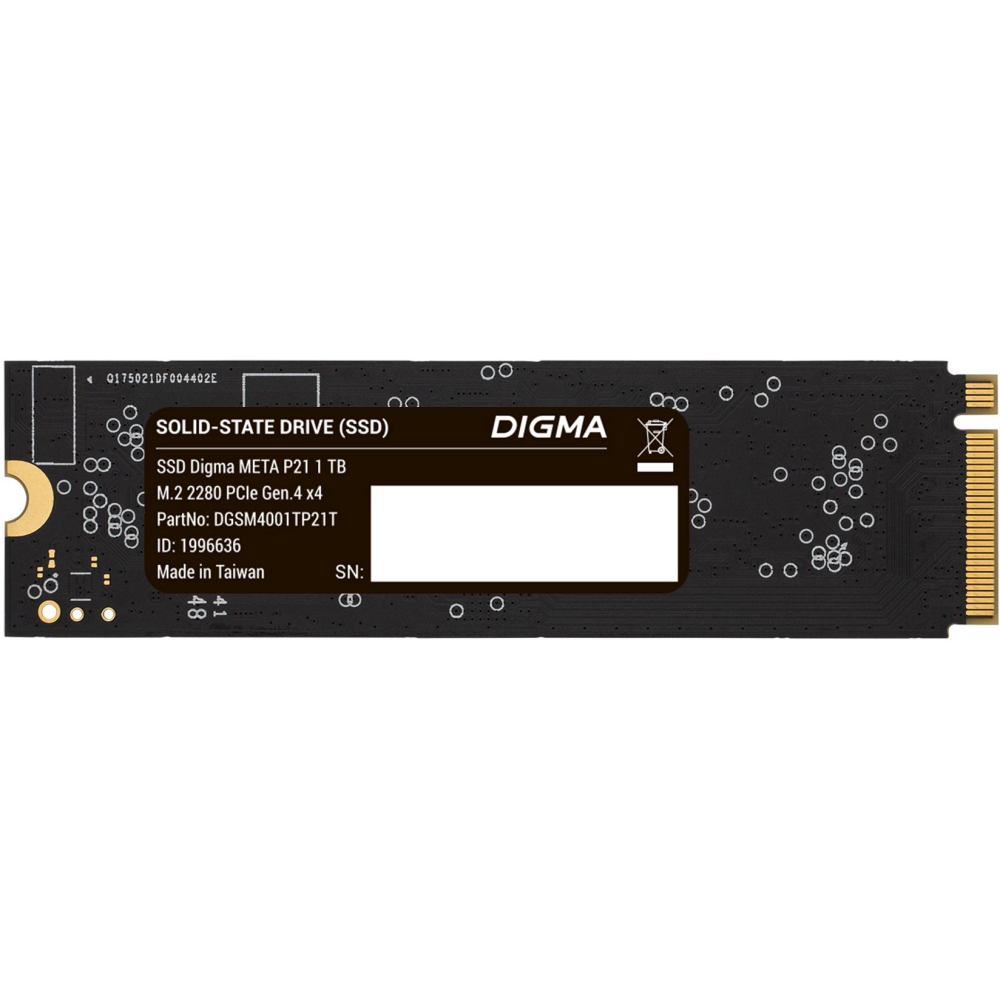 Q175021DF004402E
SOLID-STATE DRIVE (SSD)
DIGMA
SSD Digma META P21 1 TB
M.2 2280 PCIe Gen.4 x4
PartNo: DGSM4001TP21T
ID: 1996636
Made in Taiwan
SN:
41
48